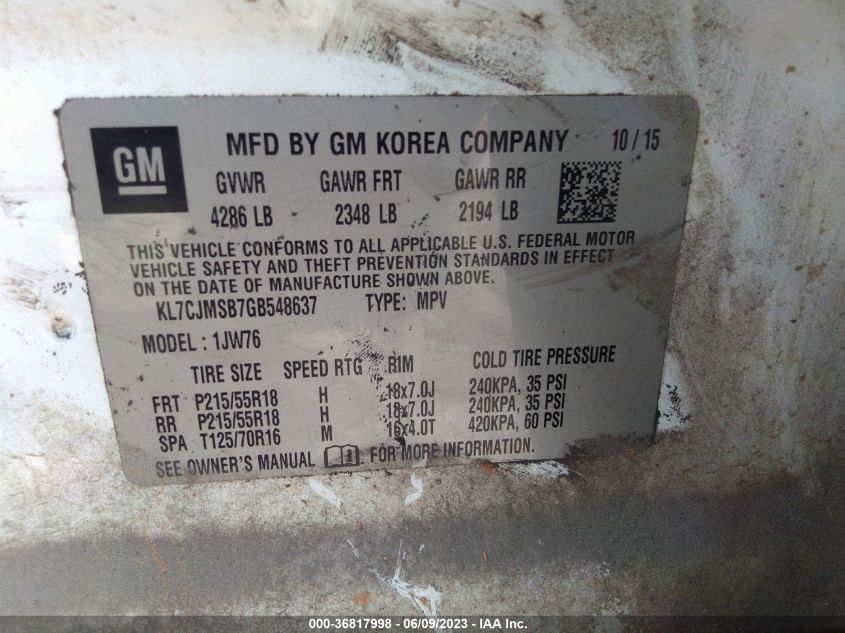 GM
MFD BY GM KOREA COMPANY 10 / 15
GVWR GAWR FRT GAWR RR
4286 LB 2348 LB 2194 LB
THIS VEHICLE CONFORMS TO ALL APPLICABLE U.S. FEDERAL MOTOR
VEHICLE SAFETY AND THEFT PREVENTION STANDARDS IN EFFECT
ON THE DATE OF MANUFACTURE SHOWN ABOVE.
KL7CJMSB7GB548637 TYPE: MPV
MODEL : 1JW76
TIRE SIZE SPEED RTG RIM COLD TIRE PRESSURE
FRT P215/55R18 H 18x7.0J 240KPA, 35 PSI
RR P215/55R18 H 18x7.0J 240KPA, 35 PSI
SPA T125/70R16 M 16x4.0T 420KPA, 60 PSI
SEE OWNER'S MANUAL FOR MORE INFORMATION.
000-36817998 - 06/09/2023 - IAA Inc.